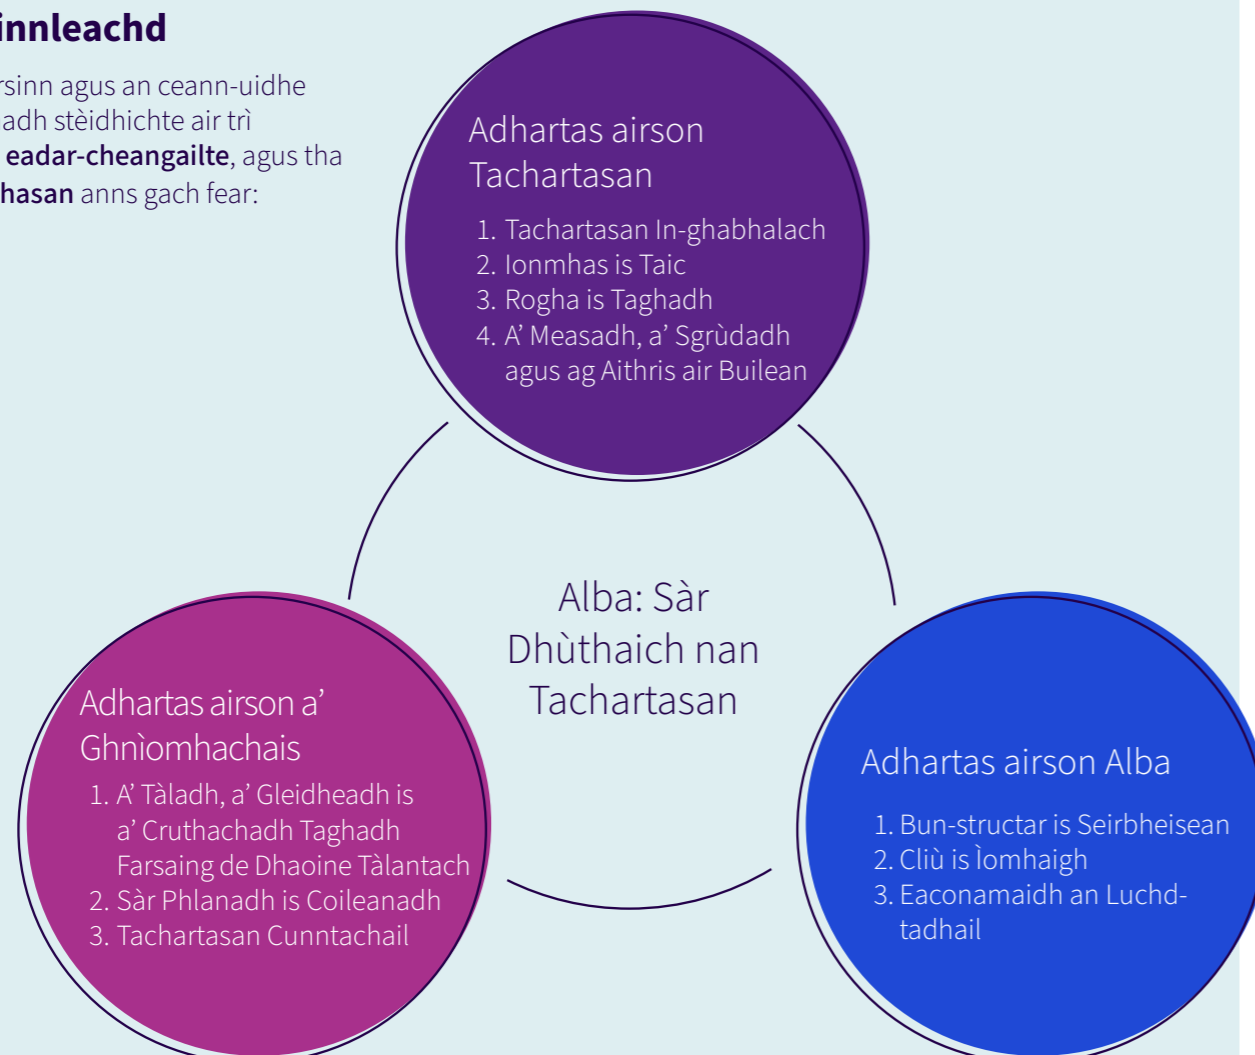 innleachd
rsinn agus an ceann-uidhe
adh stèidhichte air trì
eadar-cheangailte, agus tha
hasan anns gach fear:
Adhartas airson
Tachartasan
1. Tachartasan In-ghabhalach
2. Ionmhas is Taic
3. Rogha is Taghadh
4. A’ Measadh, a’ Sgrùdadh
agus ag Aithris air Builean
Alba: Sàr
Dhùthaich nan
Tachartasan
Adhartas airson a’
Ghnìomhachais
1. A’ Tàladh, a’ Gleidheadh is
a’ Cruthachadh Taghadh
Farsaing de Dhaoine Tàlantach
2. Sàr Phlanadh is Coileanadh
3. Tachartasan Cunntachail
Adhartas airson Alba
1. Bun-structar is Seirbheisean
2. Cliù is Ìomhaigh
3. Eaconamaidh an Luchd-
tadhail